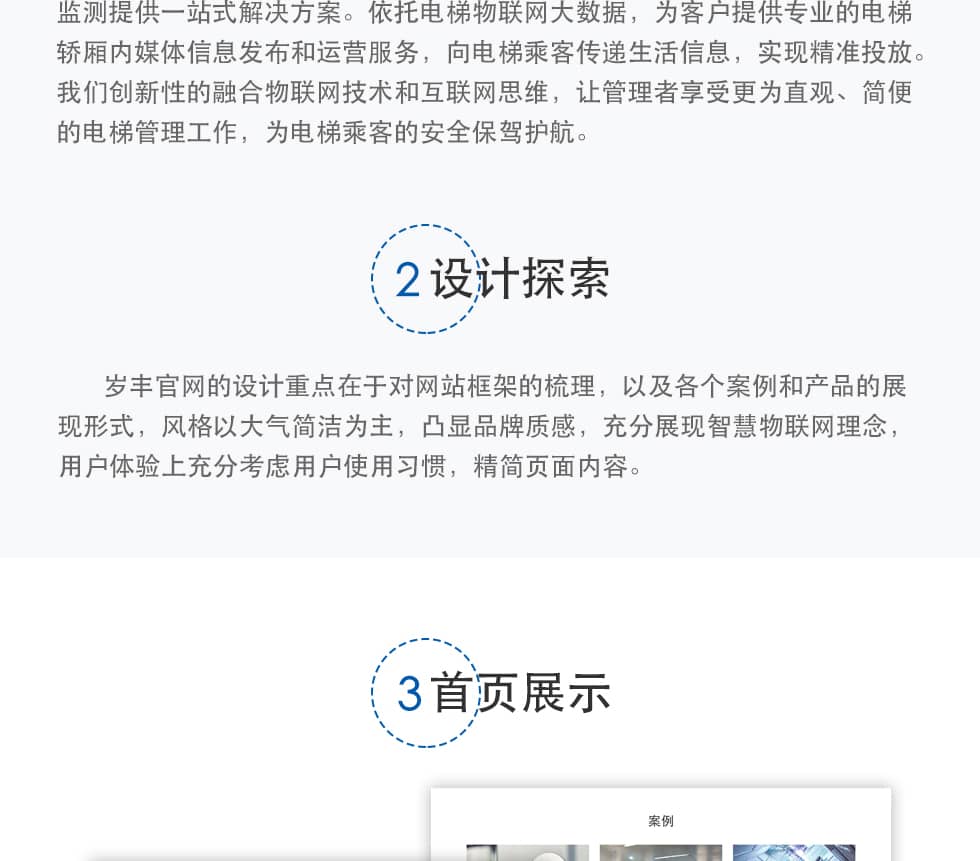 监测提供一站式解决方案。依托电梯物联网大数据，为客户提供专业的电梯
轿厢内媒体信息发布和运营服务，向电梯乘客传递生活信息，实现精准投放。
我们创新性的融合物联网技术和互联网思维，让管理者享受更为直观、简便
的电梯管理工作，为电梯乘客的安全保驾护航。
2 设计探索
岁丰官网的设计重点在于对网站框架的梳理，以及各个案例和产品的展
现形式，风格以大气简洁为主，凸显品牌质感，充分展现智慧物联网理念，
用户体验上充分考虑用户使用习惯，精简页面内容。
3 首页展示
案例